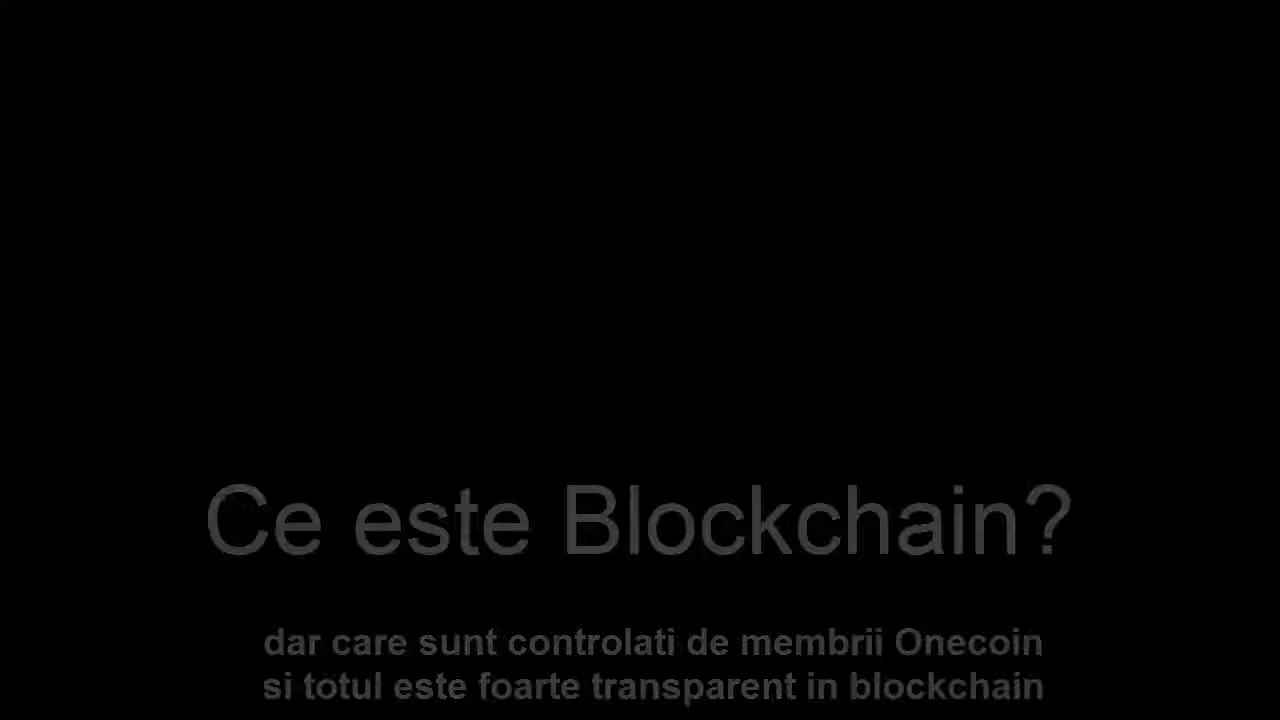 Ce este Blockchain?
dar care sunt controlati de membrii Onecoin
si totul este foarte transparent in blockchain